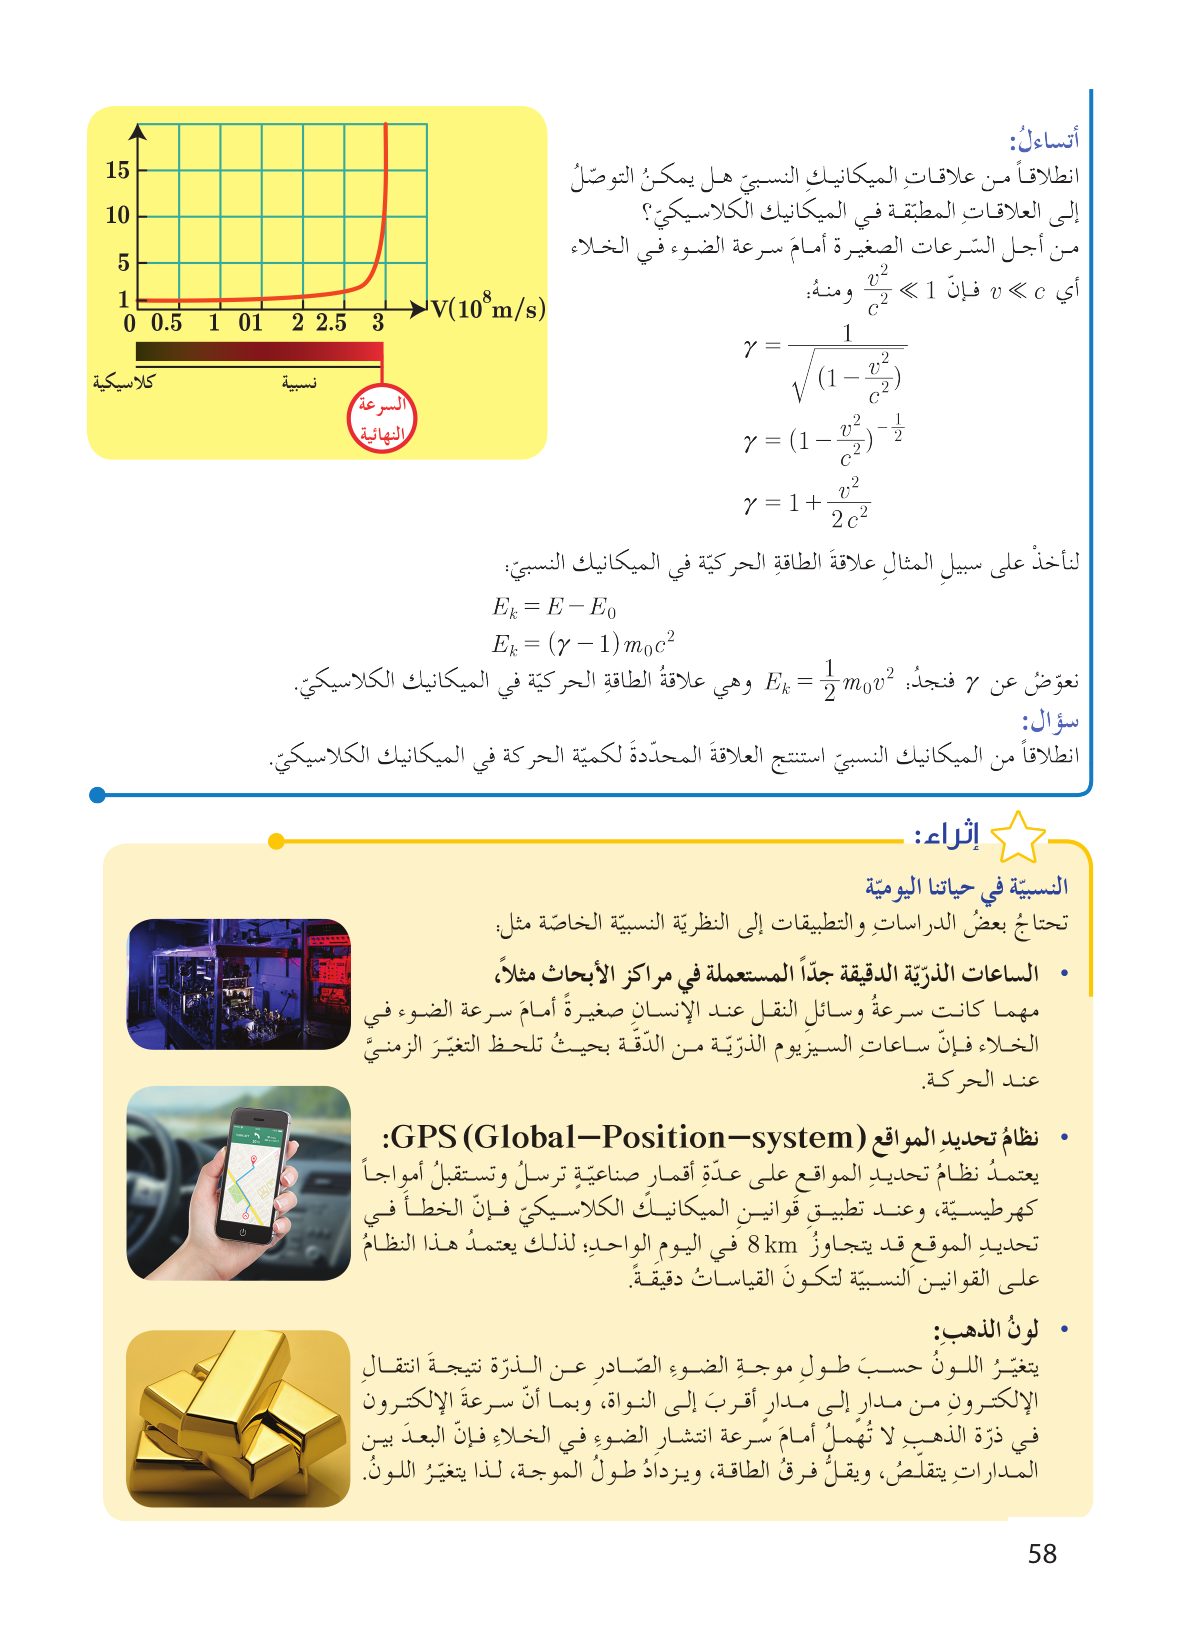 أتساءلُ:
انطلاقاً من علاقاتِ الميكانيكِ النسبيّ هل يمكنُ التوصّلُ
إلى العلاقاتِ المطبّقة في الميكانيك الكلاسيكيّ؟
من أجل السّرعات الصغيرة أمامَ سرعة الضوء في الخلاء
أي v ≪ c فإنّ v²/c² ≪ 1 ومنهُ:
γ = 1/√(1 − v²/c²)
γ = (1 − v²/c²)^(−1/2)
γ = 1 + v²/2c²
15
10
5
1
0 0.5 1 01 2 2.5 3 V(10⁸m/s)
كلاسيكية نسبية
السرعة
النهائية
لنأخذْ على سبيلِ المثالِ علاقةَ الطاقةِ الحركيّة في الميكانيك النسبيّ:
Eₖ = E − E₀
Eₖ = (γ − 1) m₀c²
نعوّضُ عن γ فنجدُ: Eₖ = 1/2 m₀v² وهي علاقةُ الطاقةِ الحركيّة في الميكانيك الكلاسيكيّ.
سؤال:
انطلاقاً من الميكانيك النسبيّ استنتج العلاقةَ المحدّدةَ لكميّة الحركة في الميكانيك الكلاسيكيّ.
إثراء:
النسبيّة في حياتنا اليوميّة
تحتاجُ بعضُ الدراساتِ والتطبيقات إلى النظريّة النسبيّة الخاصّة مثل:
• الساعات الذرّيّة الدقيقة جدّاً المستعملة في مراكز الأبحاث مثلاً،
مهما كانت سرعةُ وسائلِ النقل عند الإنسانِ صغيرةً أمامَ سرعة الضوء في
الخلاء فإنّ ساعاتِ السيزيوم الذرّيّة من الدّقّة بحيثُ تلحظ التغيّرَ الزمنيَّ
عند الحركة.
• نظامُ تحديدِ المواقع GPS (Global–Position–system):
يعتمدُ نظامُ تحديدِ المواقع على عدّةِ أقمارٍ صناعيّةٍ ترسلُ وتستقبلُ أمواجاً
كهرطيسيّة، وعند تطبيقِ قوانينِ الميكانيك الكلاسيكيّ فإنّ الخطأَ في
تحديدِ الموقعِ قد يتجاوزُ 8 km في اليومِ الواحدِ؛ لذلك يعتمدُ هذا النظامُ
على القوانين النسبيّة لتكونَ القياساتُ دقيقةً.
• لونُ الذهبِ:
يتغيّرُ اللونُ حسبَ طولِ موجةِ الضوءِ الصّادرِ عن الذرّة نتيجةَ انتقالِ
الإلكترونِ من مدارٍ إلى مدارٍ أقربَ إلى النواة، وبما أنّ سرعةَ الإلكترون
في ذرّة الذهبِ لا تُهملُ أمامَ سرعة انتشارِ الضوءِ في الخلاءِ فإنّ البعدَ بين
المداراتِ يتقلّصُ، ويقلُّ فرقُ الطاقة، ويزدادُ طولُ الموجة، لذا يتغيّرُ اللونُ.
58